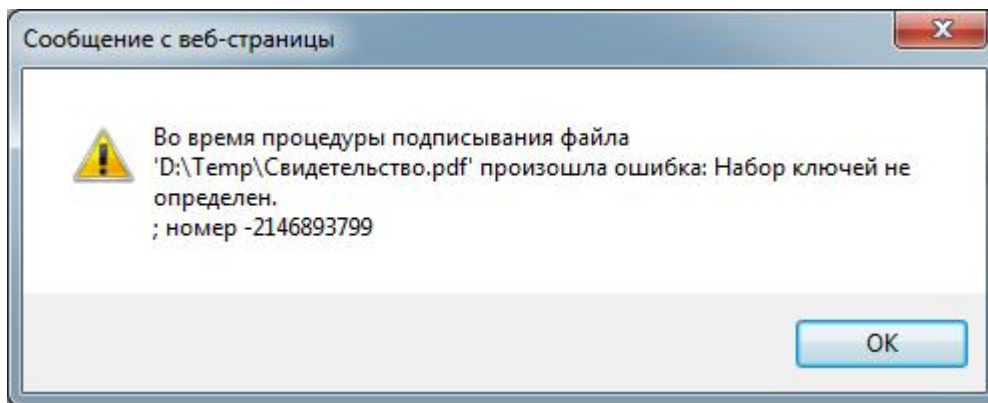 Сообщение с веб-страницы
Во время процедуры подписывания файла
'D:\Temp\Свидетельство.pdf' произошла ошибка: Набор ключей не
определен.
; номер -2146893799
ОК